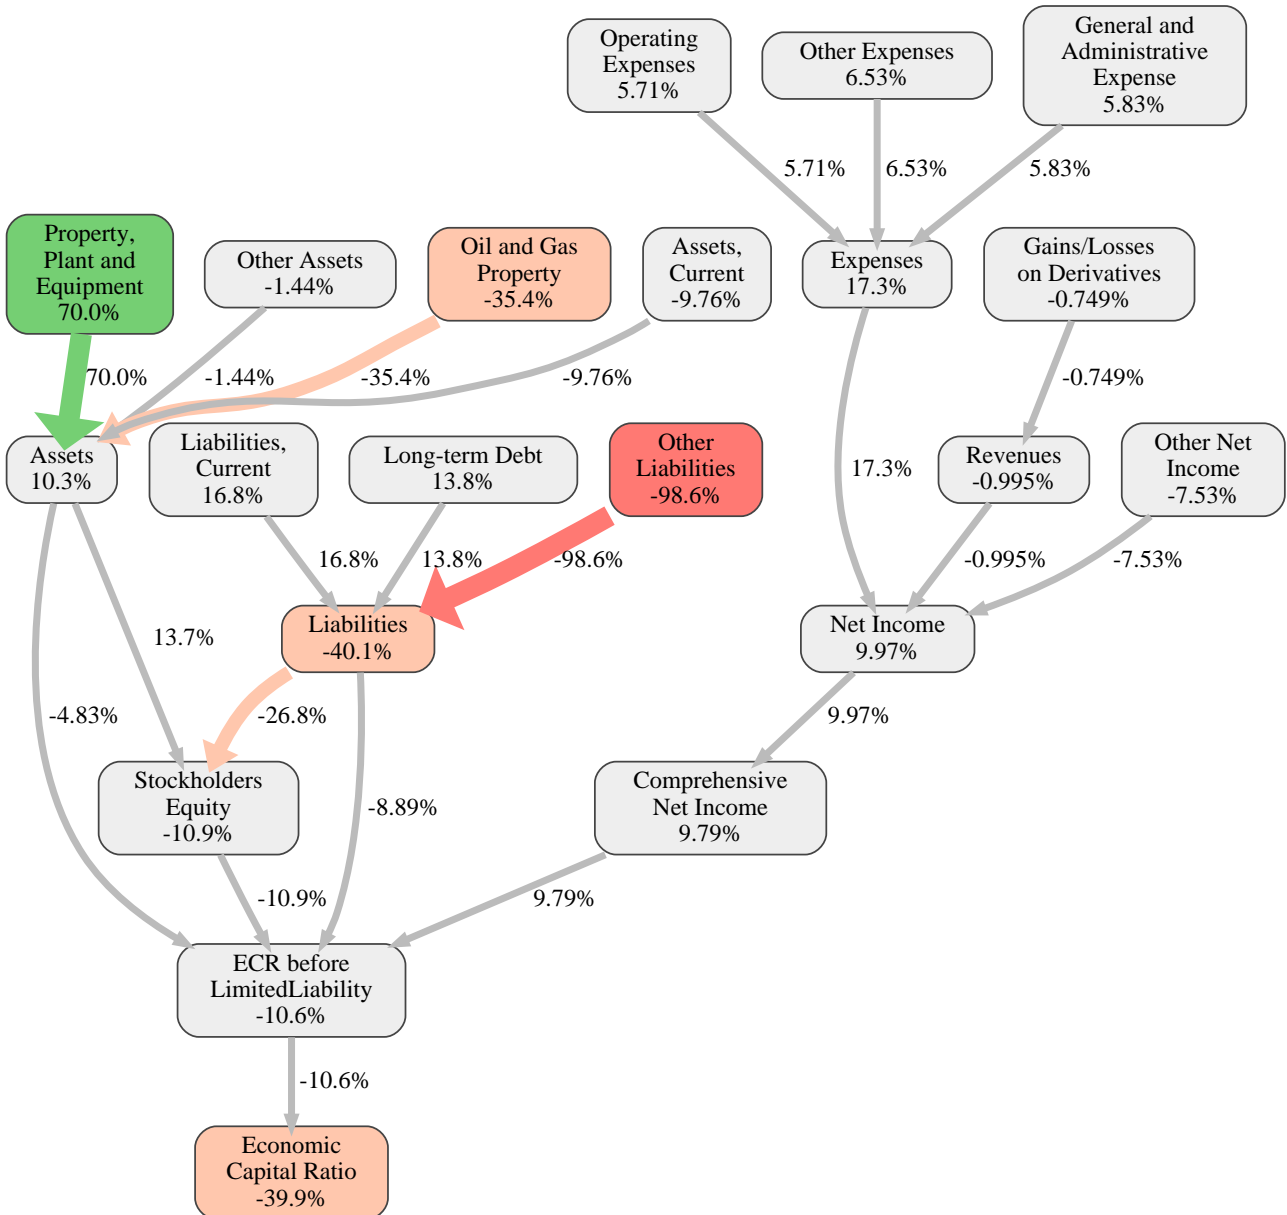 Operating
Expenses
5.71%
Other Expenses
6.53%
General and
Administrative
Expense
5.83%
5.71%
6.53%
5.83%
Property,
Plant and
Equipment
70.0%
Other Assets
-1.44%
Oil and Gas
Property
-35.4%
Assets,
Current
-9.76%
Expenses
17.3%
Gains/Losses
on Derivatives
-0.749%
70.0%
-1.44%
-35.4%
-9.76%
-0.749%
Assets
10.3%
Liabilities,
Current
16.8%
Long-term Debt
13.8%
Other
Liabilities
-98.6%
17.3%
Revenues
-0.995%
Other Net
Income
-7.53%
16.8%
13.8%
-98.6%
-0.995%
-7.53%
13.7%
Liabilities
-40.1%
Net Income
9.97%
-4.83%
-26.8%
9.97%
Stockholders
Equity
-10.9%
-8.89%
Comprehensive
Net Income
9.79%
-10.9%
9.79%
ECR before
LimitedLiability
-10.6%
-10.6%
Economic
Capital Ratio
-39.9%